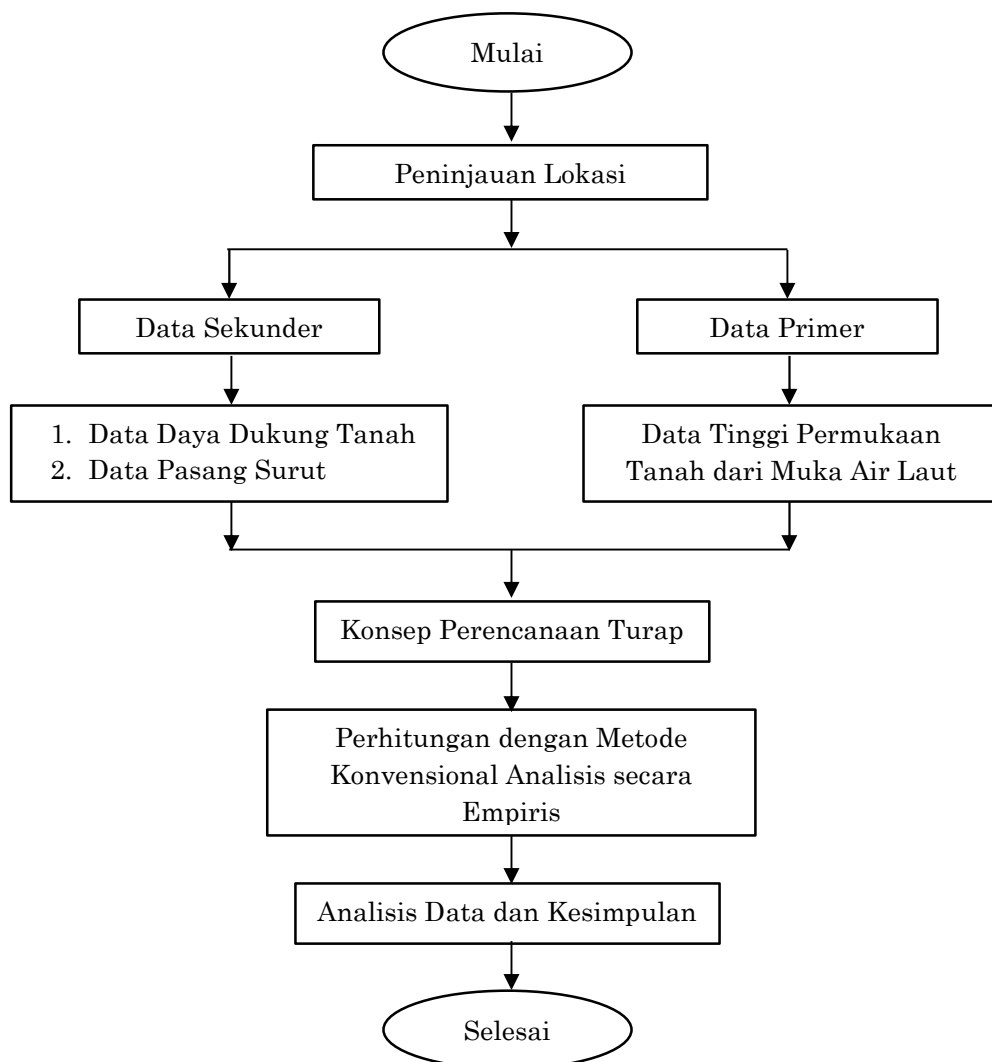 Mulai
Peninjauan Lokasi
Data Sekunder
Data Primer
1. Data Daya Dukung Tanah
2. Data Pasang Surut
Data Tinggi Permukaan
Tanah dari Muka Air Laut
Konsep Perencanaan Turap
Perhitungan dengan Metode
Konvensional Analisis secara
Empiris
Analisis Data dan Kesimpulan
Selesai